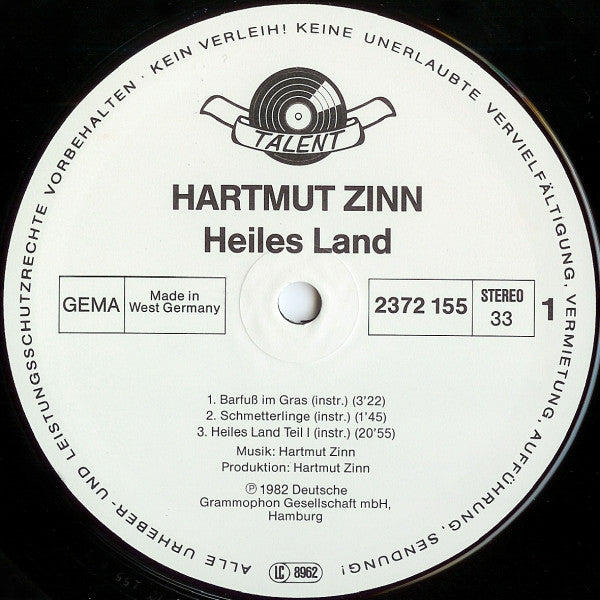 ALLE URHEBER- UND LEISTUNGSSCHUTZRECHTE VORBEHALTEN · KEIN VERLEIH! KEINE UNERLAUBTE VERVIELFÄLTIGUNG, VERMIETUNG, AUFFÜHRUNG, SENDUNG!
TALENT
HARTMUT ZINN
Heiles Land
GEMA
Made in
West Germany
2372 155
STEREO
33
1
1. Barfuß im Gras (instr.) (3'22)
2. Schmetterlinge (instr.) (1'45)
3. Heiles Land Teil I (instr.) (20'55)
Musik: Hartmut Zinn
Produktion: Hartmut Zinn
℗ 1982 Deutsche
Grammophon Gesellschaft mbH,
Hamburg
LC 8962